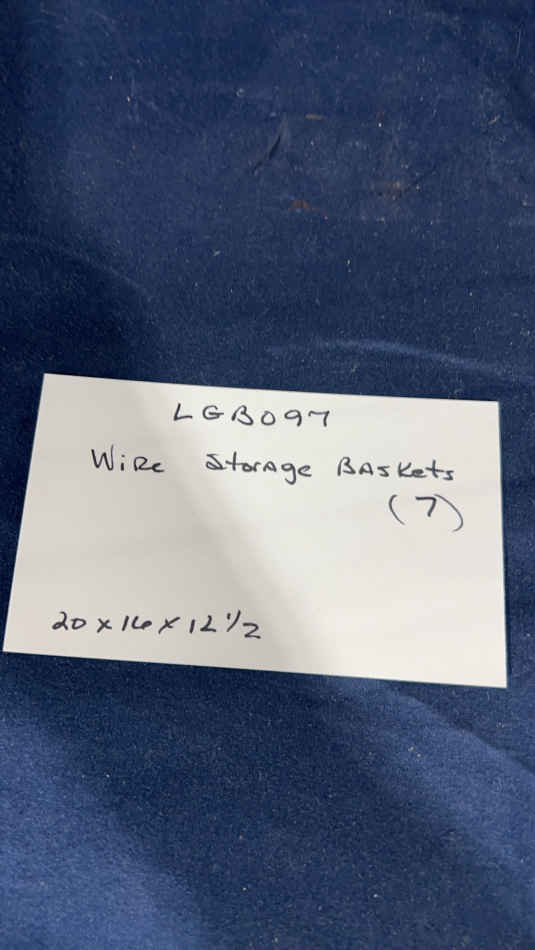 LGB097
Wire Storage Baskets
(7)
20 x 16 x 12 1/2